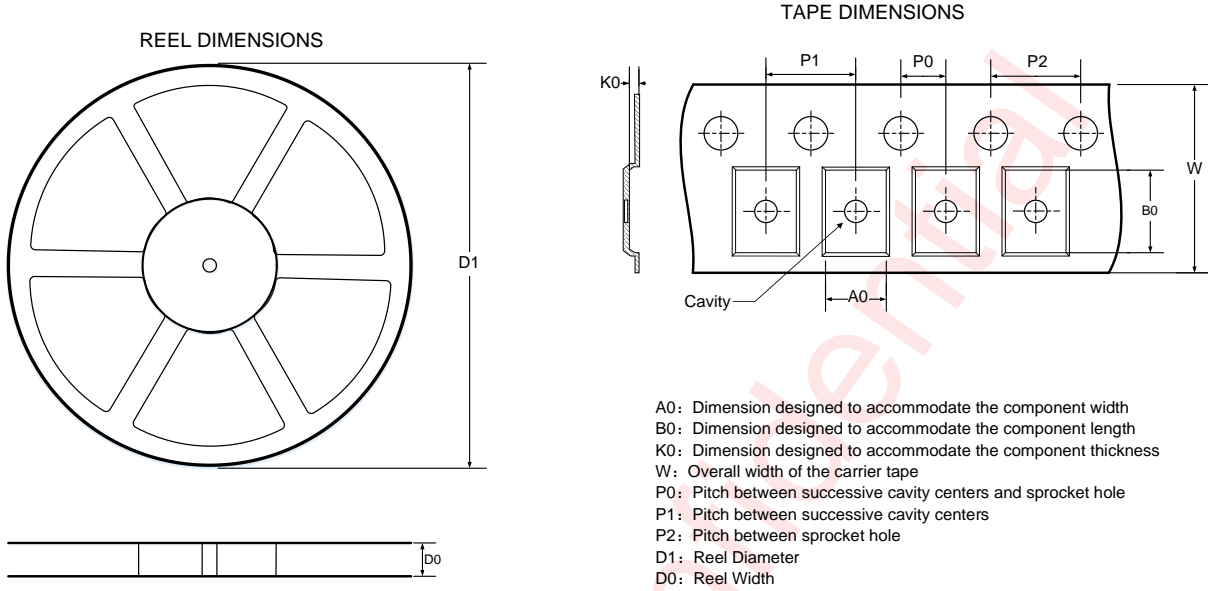 TAPE DIMENSIONS
REEL DIMENSIONS
P1
P0
P2
K0
D1
W
B0
Cavity
A0
D0
A0：Dimension designed to accommodate the component width
B0：Dimension designed to accommodate the component length
K0：Dimension designed to accommodate the component thickness
W：Overall width of the carrier tape
P0：Pitch between successive cavity centers and sprocket hole
P1：Pitch between successive cavity centers
P2：Pitch between sprocket hole
D1：Reel Diameter
D0：Reel Width
nfidential